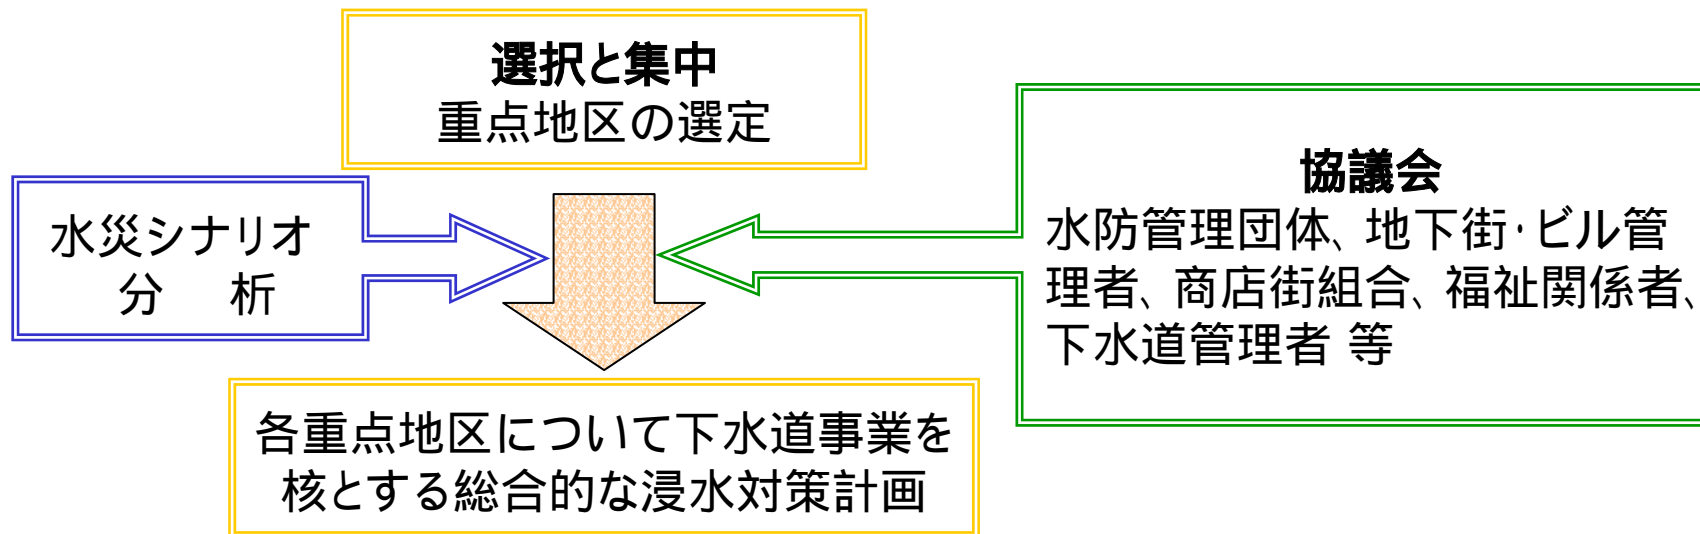 選択と集中
重点地区の選定
水災シナリオ
分　析
協議会
水防管理団体、地下街・ビル管
理者、商店街組合、福祉関係者、
下水道管理者 等
各重点地区について下水道事業を
核とする総合的な浸水対策計画